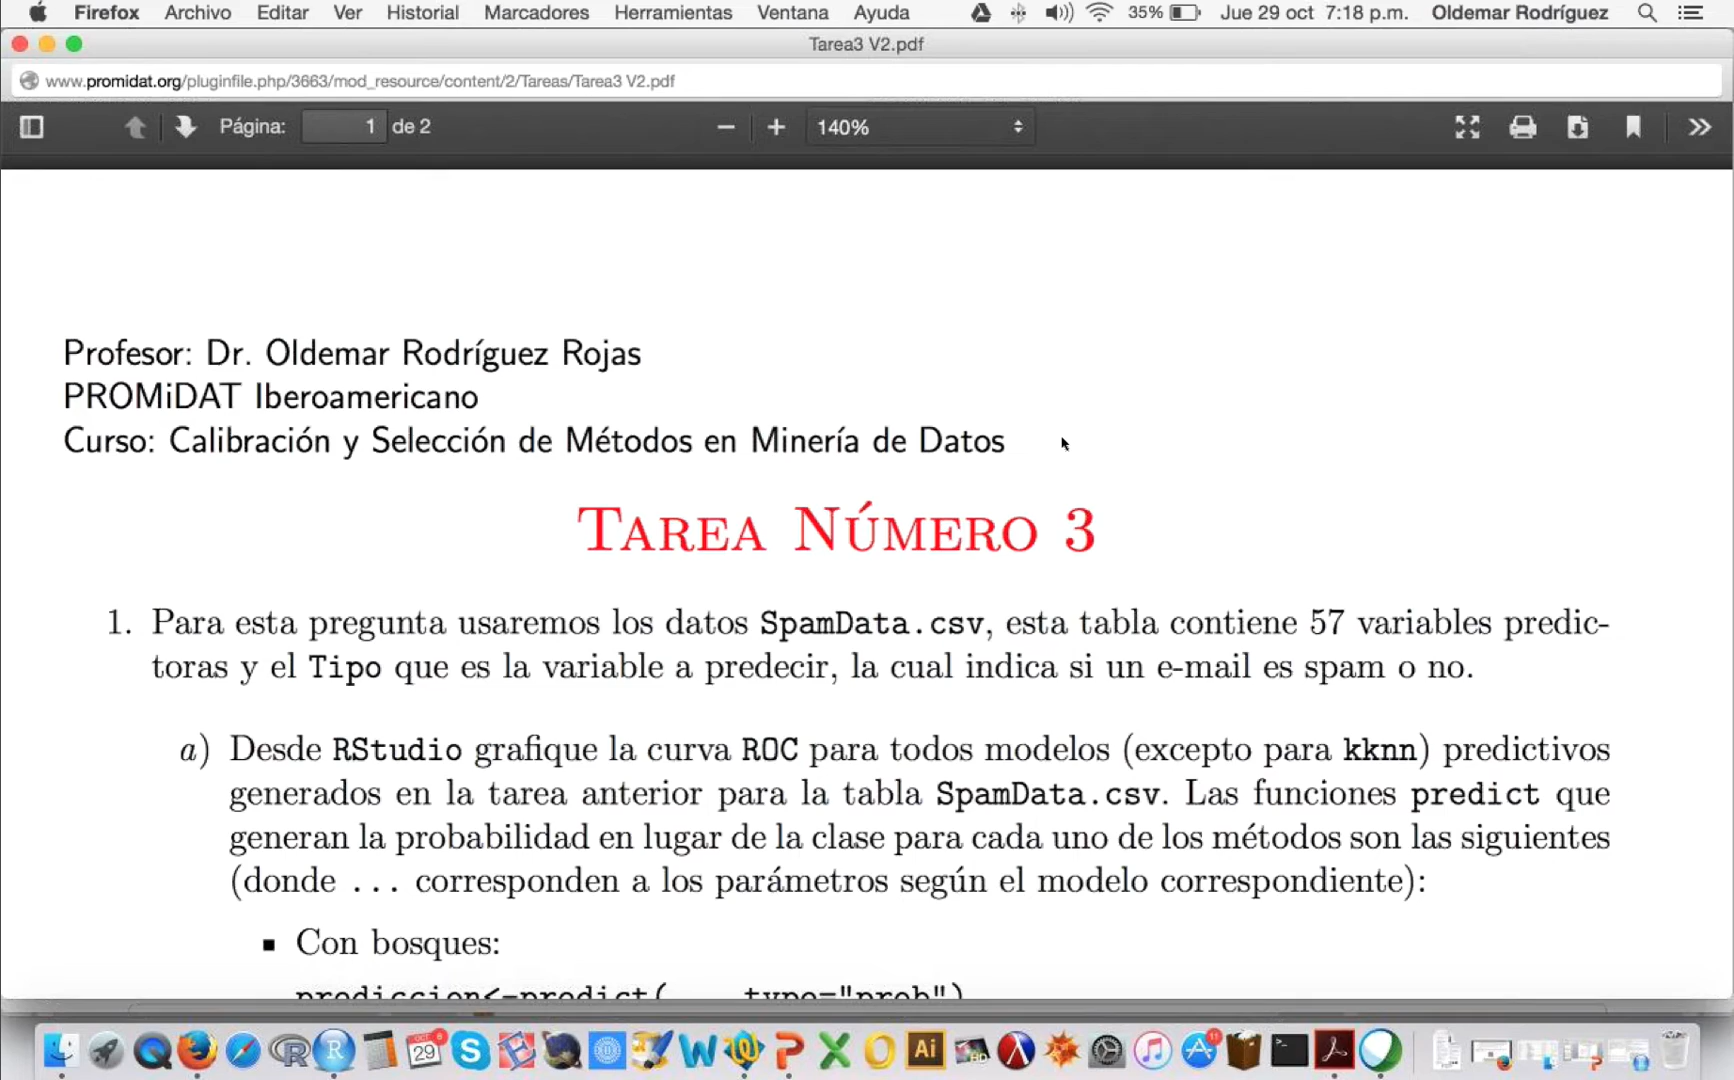 Firefox Archivo Editar Ver Historial Marcadores Herramientas Ventana Ayuda 35% Jue 29 oct 7:18 p.m. Oldemar Rodríguez
Tarea3 V2.pdf
www.promidat.org/pluginfile.php/3663/mod_resource/content/2/Tareas/Tarea3 V2.pdf
Página: 1 de 2 140%
Profesor: Dr. Oldemar Rodríguez Rojas
PROMiDAT Iberoamericano
Curso: Calibración y Selección de Métodos en Minería de Datos
Tarea Número 3
1. Para esta pregunta usaremos los datos SpamData.csv, esta tabla contiene 57 variables predic-
toras y el Tipo que es la variable a predecir, la cual indica si un e-mail es spam o no.
a) Desde RStudio grafique la curva ROC para todos modelos (excepto para kknn) predictivos
generados en la tarea anterior para la tabla SpamData.csv. Las funciones predict que
generan la probabilidad en lugar de la clase para cada uno de los métodos son las siguientes
(donde ... corresponden a los parámetros según el modelo correspondiente):
▪ Con bosques:
prediccion<-predict(... type="prob")
29
Ai
11